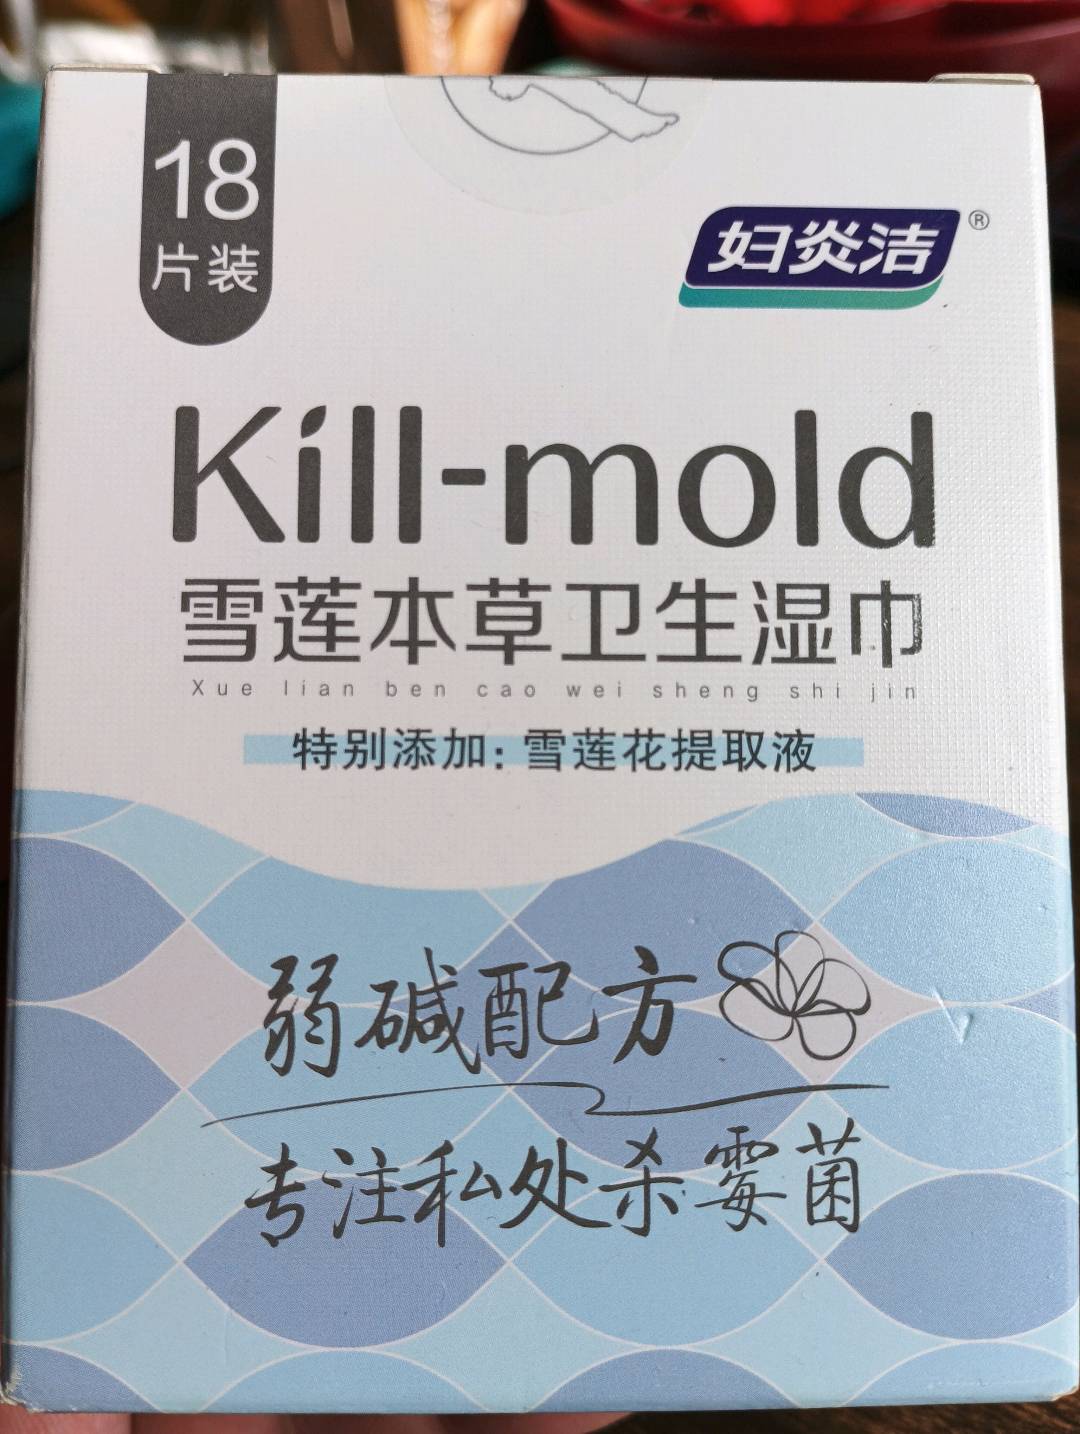 18
片装
妇炎洁®
Kill-mold
雪莲本草卫生湿巾
Xue lian ben cao wei sheng shi jin
特别添加：雪莲花提取液
弱碱配方
专注私处杀霉菌